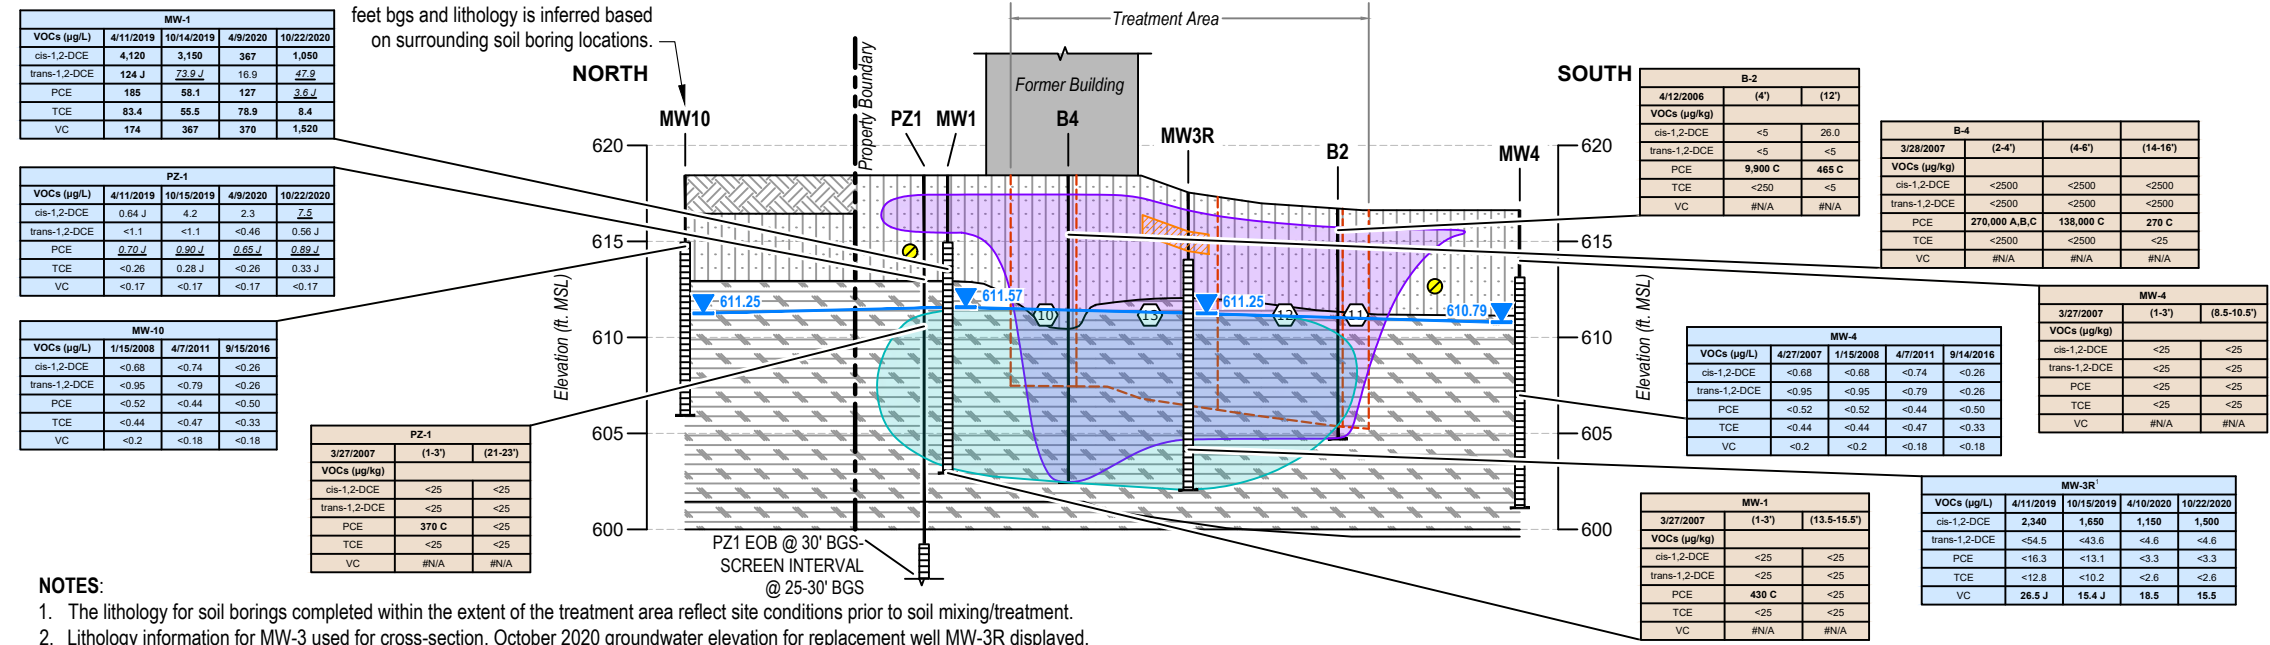 MW-1
VOCs (µg/L) 4/11/2019 10/14/2019 4/9/2020 10/22/2020
cis-1,2-DCE 4,120 3,150 367 1,050
trans-1,2-DCE 124 J 73.9 J 16.9 47.9
PCE 185 58.1 127 3.6 J
TCE 83.4 55.5 78.9 8.4
VC 174 367 370 1,520
PZ-1
VOCs (µg/L) 4/11/2019 10/15/2019 4/9/2020 10/22/2020
cis-1,2-DCE 0.64 J 4.2 2.3 7.5
trans-1,2-DCE <1.1 <1.1 <0.46 0.56 J
PCE 0.70 J 0.90 J 0.65 J 0.89 J
TCE <0.26 0.28 J <0.26 0.33 J
VC <0.17 <0.17 <0.17 <0.17
MW-10
VOCs (µg/L) 1/15/2008 4/7/2011 9/15/2016
cis-1,2-DCE <0.68 <0.74 <0.26
trans-1,2-DCE <0.95 <0.79 <0.26
PCE <0.52 <0.44 <0.50
TCE <0.44 <0.47 <0.33
VC <0.2 <0.18 <0.18
PZ-1
3/27/2007 (1-3') (21-23')
VOCs (µg/kg)
cis-1,2-DCE <25 <25
trans-1,2-DCE <25 <25
PCE 370 C <25
TCE <25 <25
VC #N/A #N/A
feet bgs and lithology is inferred based
on surrounding soil boring locations.
NORTH
SOUTH
Treatment Area
Former Building
Property Boundary
MW10
PZ1
MW1
B4
MW3R
B2
MW4
620
615
610
605
600
Elevation (ft. MSL)
611.25
611.57
611.25
610.79
10
13
12
11
620
615
610
605
600
Elevation (ft. MSL)
PZ1 EOB @ 30' BGS-
SCREEN INTERVAL
@ 25-30' BGS
B-2
4/12/2006 (4') (12')
VOCs (µg/kg)
cis-1,2-DCE <5 26.0
trans-1,2-DCE <5 <5
PCE 9,900 C 465 C
TCE <250 <5
VC #N/A #N/A
B-4
3/28/2007 (2-4') (4-6') (14-16')
VOCs (µg/kg)
cis-1,2-DCE <2500 <2500 <2500
trans-1,2-DCE <2500 <2500 <2500
PCE 270,000 A,B,C 138,000 C 270 C
TCE <2500 <2500 <25
VC #N/A #N/A #N/A
MW-4
3/27/2007 (1-3') (8.5-10.5')
VOCs (µg/kg)
cis-1,2-DCE <25 <25
trans-1,2-DCE <25 <25
PCE <25 <25
TCE <25 <25
VC #N/A #N/A
MW-4
VOCs (µg/L) 4/27/2007 1/15/2008 4/7/2011 9/14/2016
cis-1,2-DCE <0.68 <0.68 <0.74 <0.26
trans-1,2-DCE <0.95 <0.95 <0.79 <0.26
PCE <0.52 <0.52 <0.44 <0.50
TCE <0.44 <0.44 <0.47 <0.33
VC <0.2 <0.2 <0.18 <0.18
MW-3R¹
VOCs (µg/L) 4/11/2019 10/15/2019 4/10/2020 10/22/2020
cis-1,2-DCE 2,340 1,650 1,150 1,500
trans-1,2-DCE <54.5 <43.6 <4.6 <4.6
PCE <16.3 <13.1 <3.3 <3.3
TCE <12.8 <10.2 <2.6 <2.6
VC 26.5 J 15.4 J 18.5 15.5
MW-1
3/27/2007 (1-3') (13.5-15.5')
VOCs (µg/kg)
cis-1,2-DCE <25 <25
trans-1,2-DCE <25 <25
PCE 430 C <25
TCE <25 <25
VC #N/A #N/A
NOTES:
1. The lithology for soil borings completed within the extent of the treatment area reflect site conditions prior to soil mixing/treatment.
2. Lithology information for MW-3 used for cross-section. October 2020 groundwater elevation for replacement well MW-3R displayed.